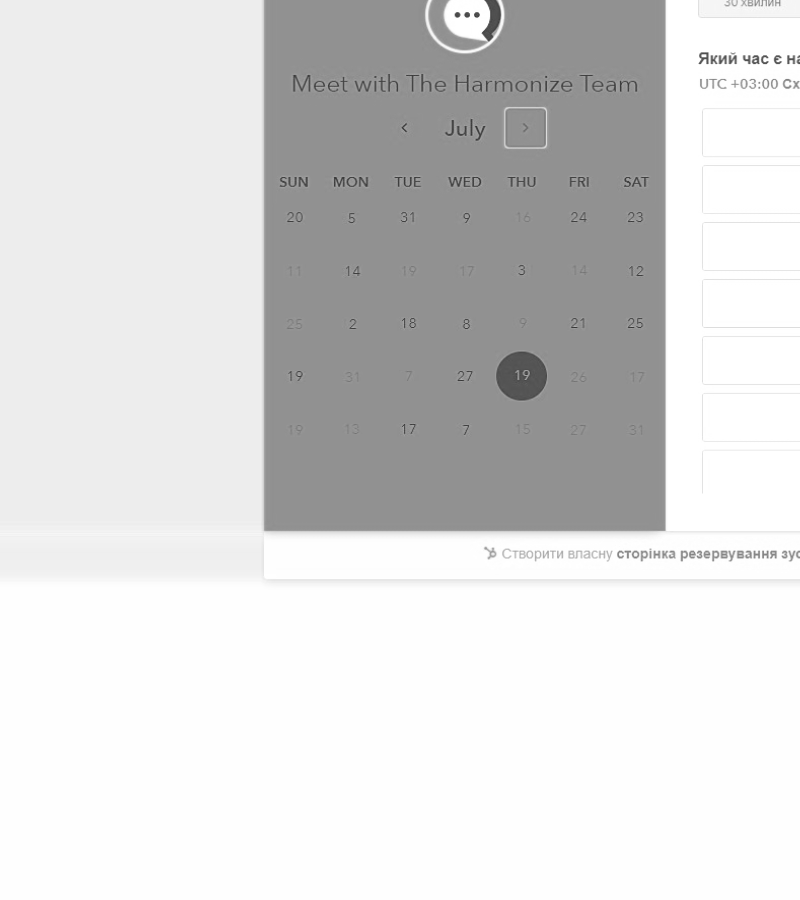 30 хвилин
Meet with The Harmonize Team
Який час є
UTC +03:00
July
SUN MON TUE WED THU FRI SAT
20 5 31 9 16 24 23
11 14 19 17 3 14 12
25 2 18 8 9 21 25
19 31 7 27 19 26 17
19 13 17 7 15 27 31
Створити власну сторінка резервування